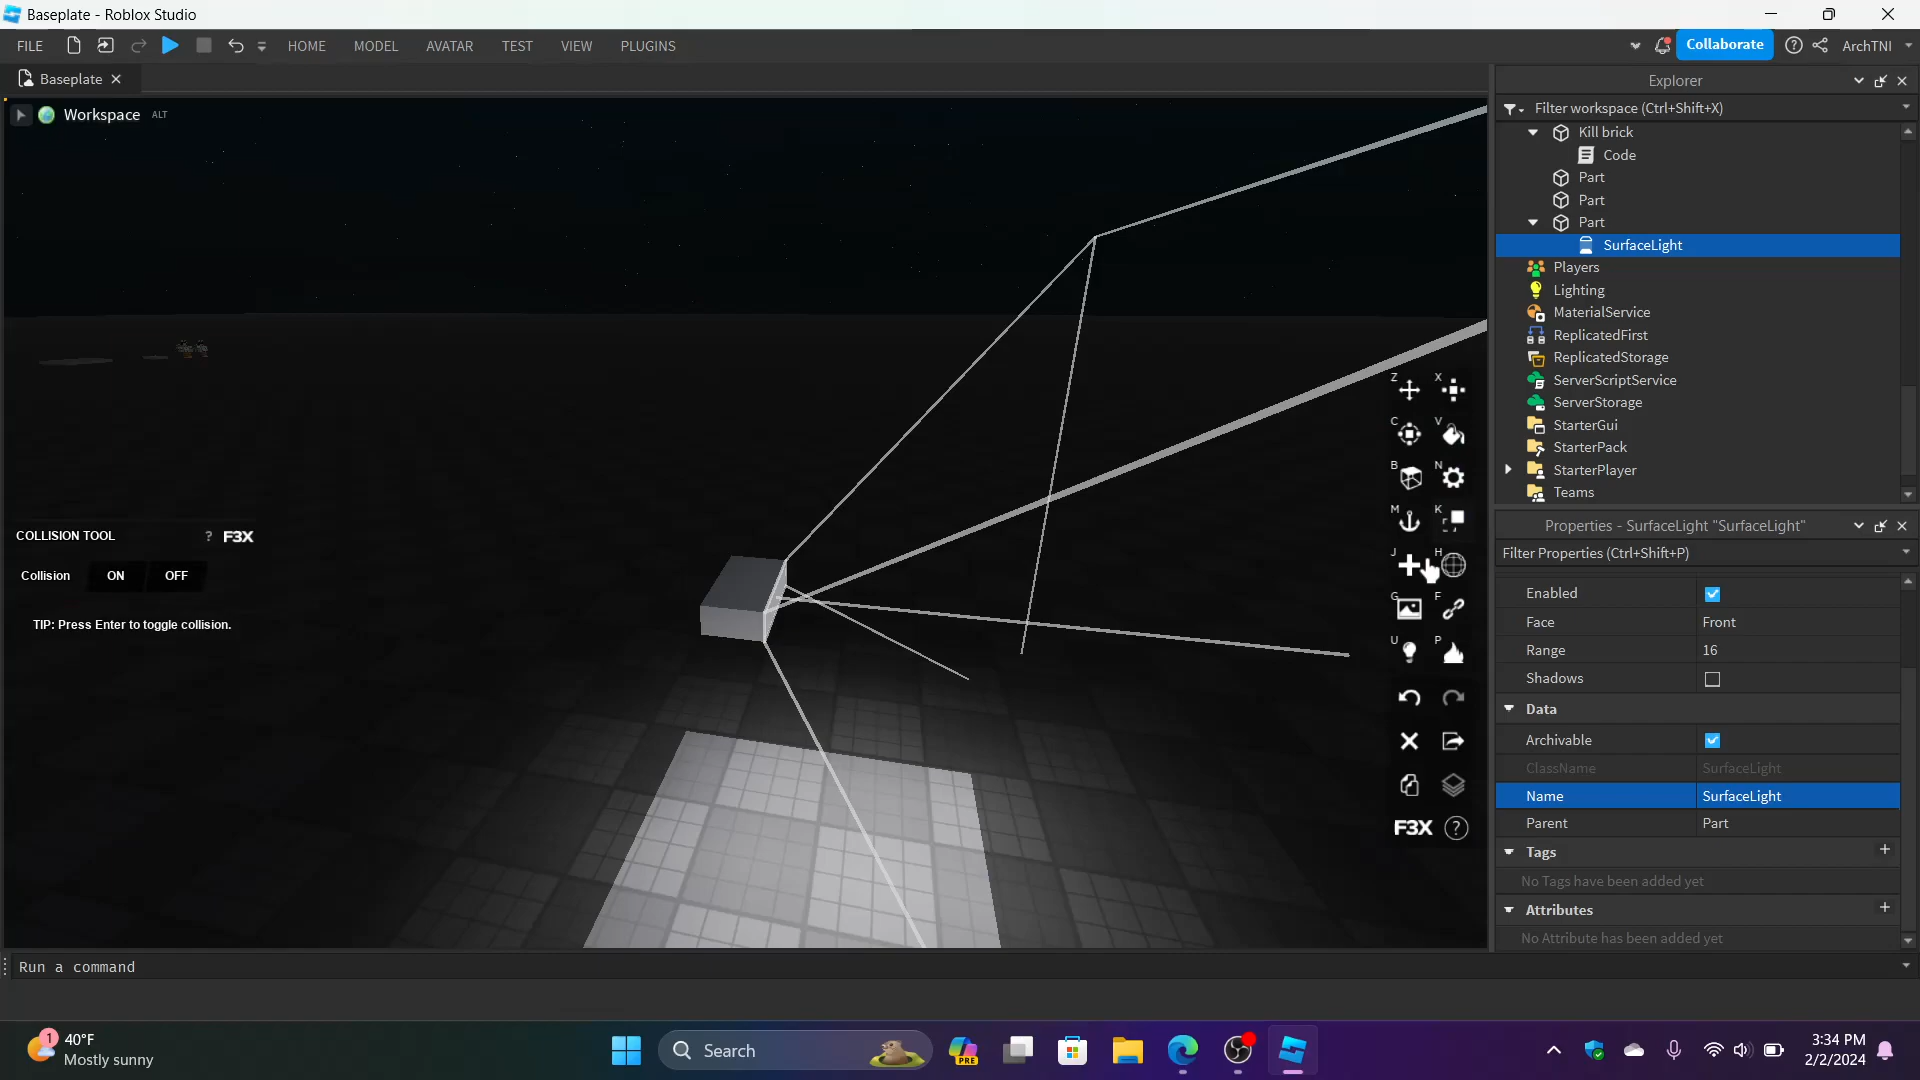 Baseplate - Roblox Studio
FILE
HOME
MODEL
AVATAR
TEST
VIEW
PLUGINS
Collaborate
ArchTNI
Baseplate
Workspace
ALT
COLLISION TOOL
?
F3X
Collision
ON
OFF
TIP: Press Enter to toggle collision.
Z
X
C
V
B
N
M
K
J
H
G
F
U
P
F3X
?
Explorer
Filter workspace (Ctrl+Shift+X)
Kill brick
Code
Part
Part
Part
SurfaceLight
Players
Lighting
MaterialService
ReplicatedFirst
ReplicatedStorage
ServerScriptService
ServerStorage
StarterGui
StarterPack
StarterPlayer
Teams
Properties - SurfaceLight "SurfaceLight"
Filter Properties (Ctrl+Shift+P)
Enabled
Face Front
Range 16
Shadows
Data
Archivable
ClassName SurfaceLight
Name SurfaceLight
Parent Part
Tags
No Tags have been added yet
Attributes
No Attribute has been added yet
Run a command
1
40°F
Mostly sunny
Search
PRE
3:34 PM
2/2/2024